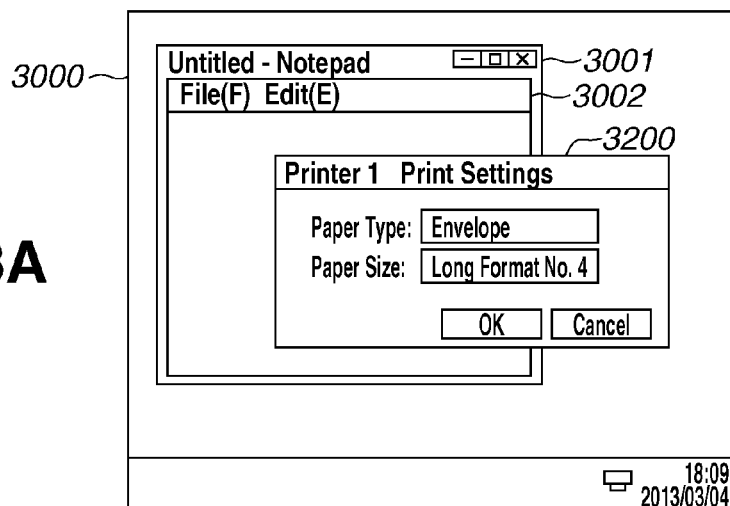 3000
Untitled - Notepad
3001
File(F) Edit(E)
3002
3200
Printer 1 Print Settings
Paper Type: Envelope
Paper Size: Long Format No. 4
OK Cancel
18:09
2013/03/04